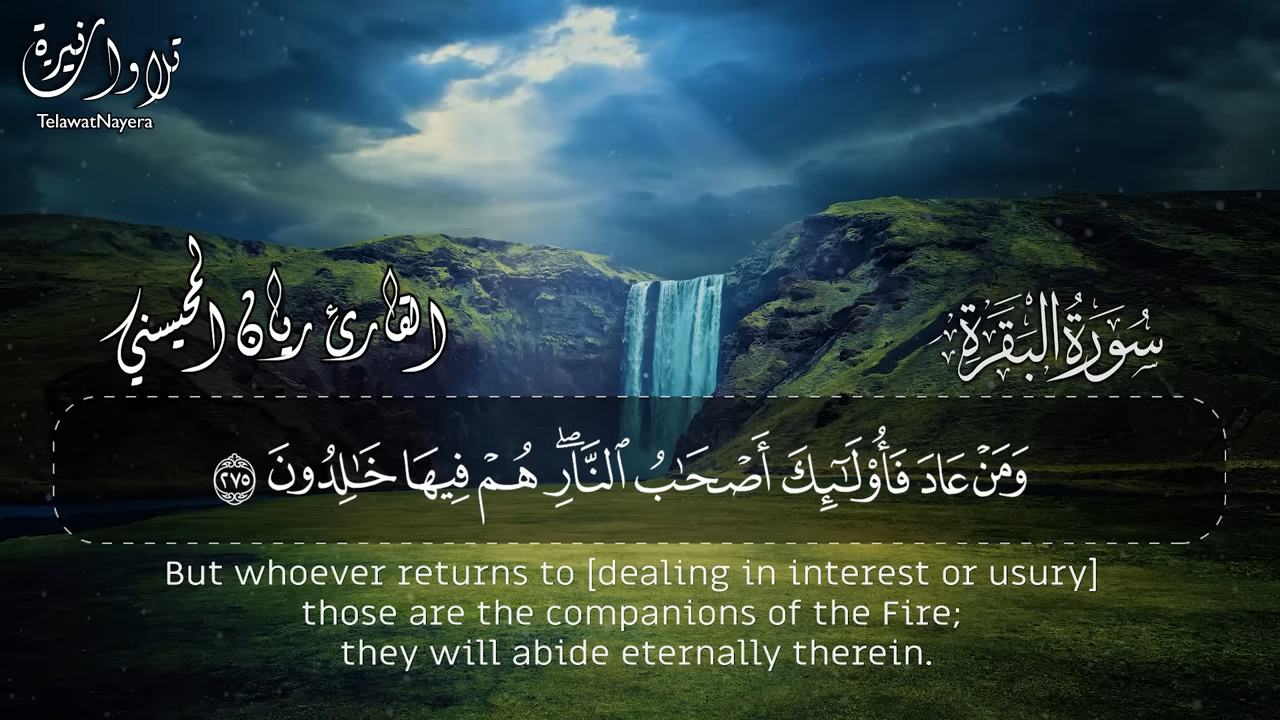 تلاوات نيرة
TelawatNayera
سُورَةُ البَقَرَةِ
القارئ ريان المحيسني
وَمَنْ عَادَ فَأُو۟لَـٰٓئِكَ أَصْحَـٰبُ ٱلنَّارِ ۖ هُمْ فِيهَا خَـٰلِدُونَ ٢٧٥
But whoever returns to [dealing in interest or usury]
those are the companions of the Fire;
they will abide eternally therein.